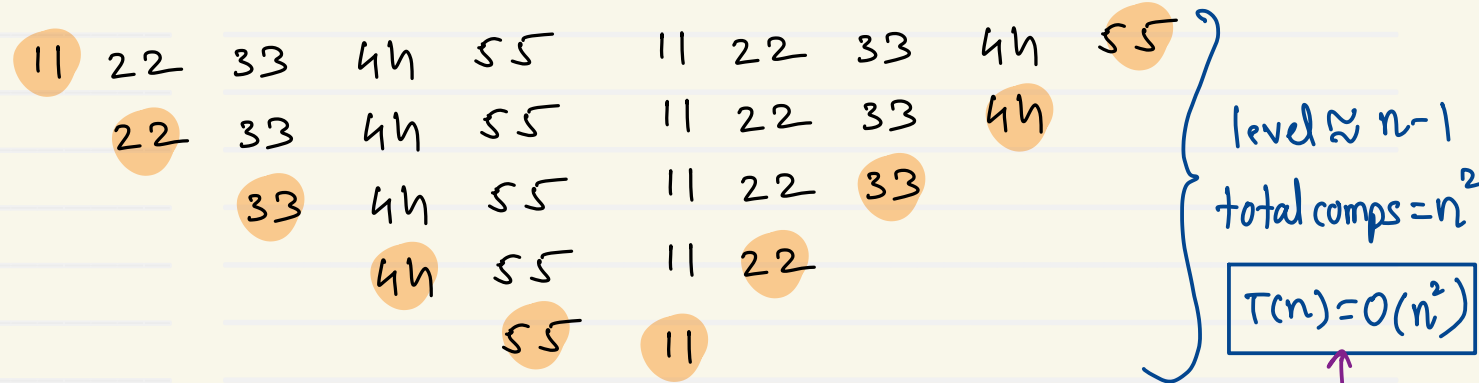 11 22 33 44 55 11 22 33 44 55
22 33 44 55 11 22 33 44
33 44 55 11 22 33
44 55 11 22
55 11
level ≈ n-1
total comps = n²
T(n) = O(n²)